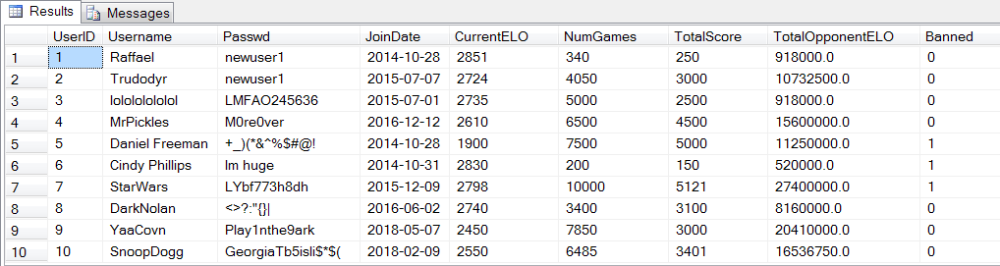 Results Messages
UserID Username Passwd JoinDate CurrentELO NumGames TotalScore TotalOpponentELO Banned
1 1 Raffael newuser1 2014-10-28 2851 340 250 918000.0 0
2 2 Trudodyr newuser1 2015-07-07 2724 4050 3000 10732500.0 0
3 3 lolololololol LMFAO245636 2015-07-01 2735 5000 2500 918000.0 0
4 4 MrPickles M0re0ver 2016-12-12 2610 6500 4500 15600000.0 0
5 5 Daniel Freeman +_)(*&^%$#@! 2014-10-28 1900 7500 5000 11250000.0 1
6 6 Cindy Phillips Im huge 2014-10-31 2830 200 150 520000.0 1
7 7 StarWars LYbf773h8dh 2015-12-09 2798 10000 5121 27400000.0 1
8 8 DarkNolan <>?:"{}| 2016-06-02 2740 3400 3100 8160000.0 0
9 9 YaaCovn Play1nthe9ark 2018-05-07 2450 7850 3000 20410000.0 0
10 10 SnoopDogg GeorgiaTb5isli$*$( 2018-02-09 2550 6485 3401 16536750.0 0